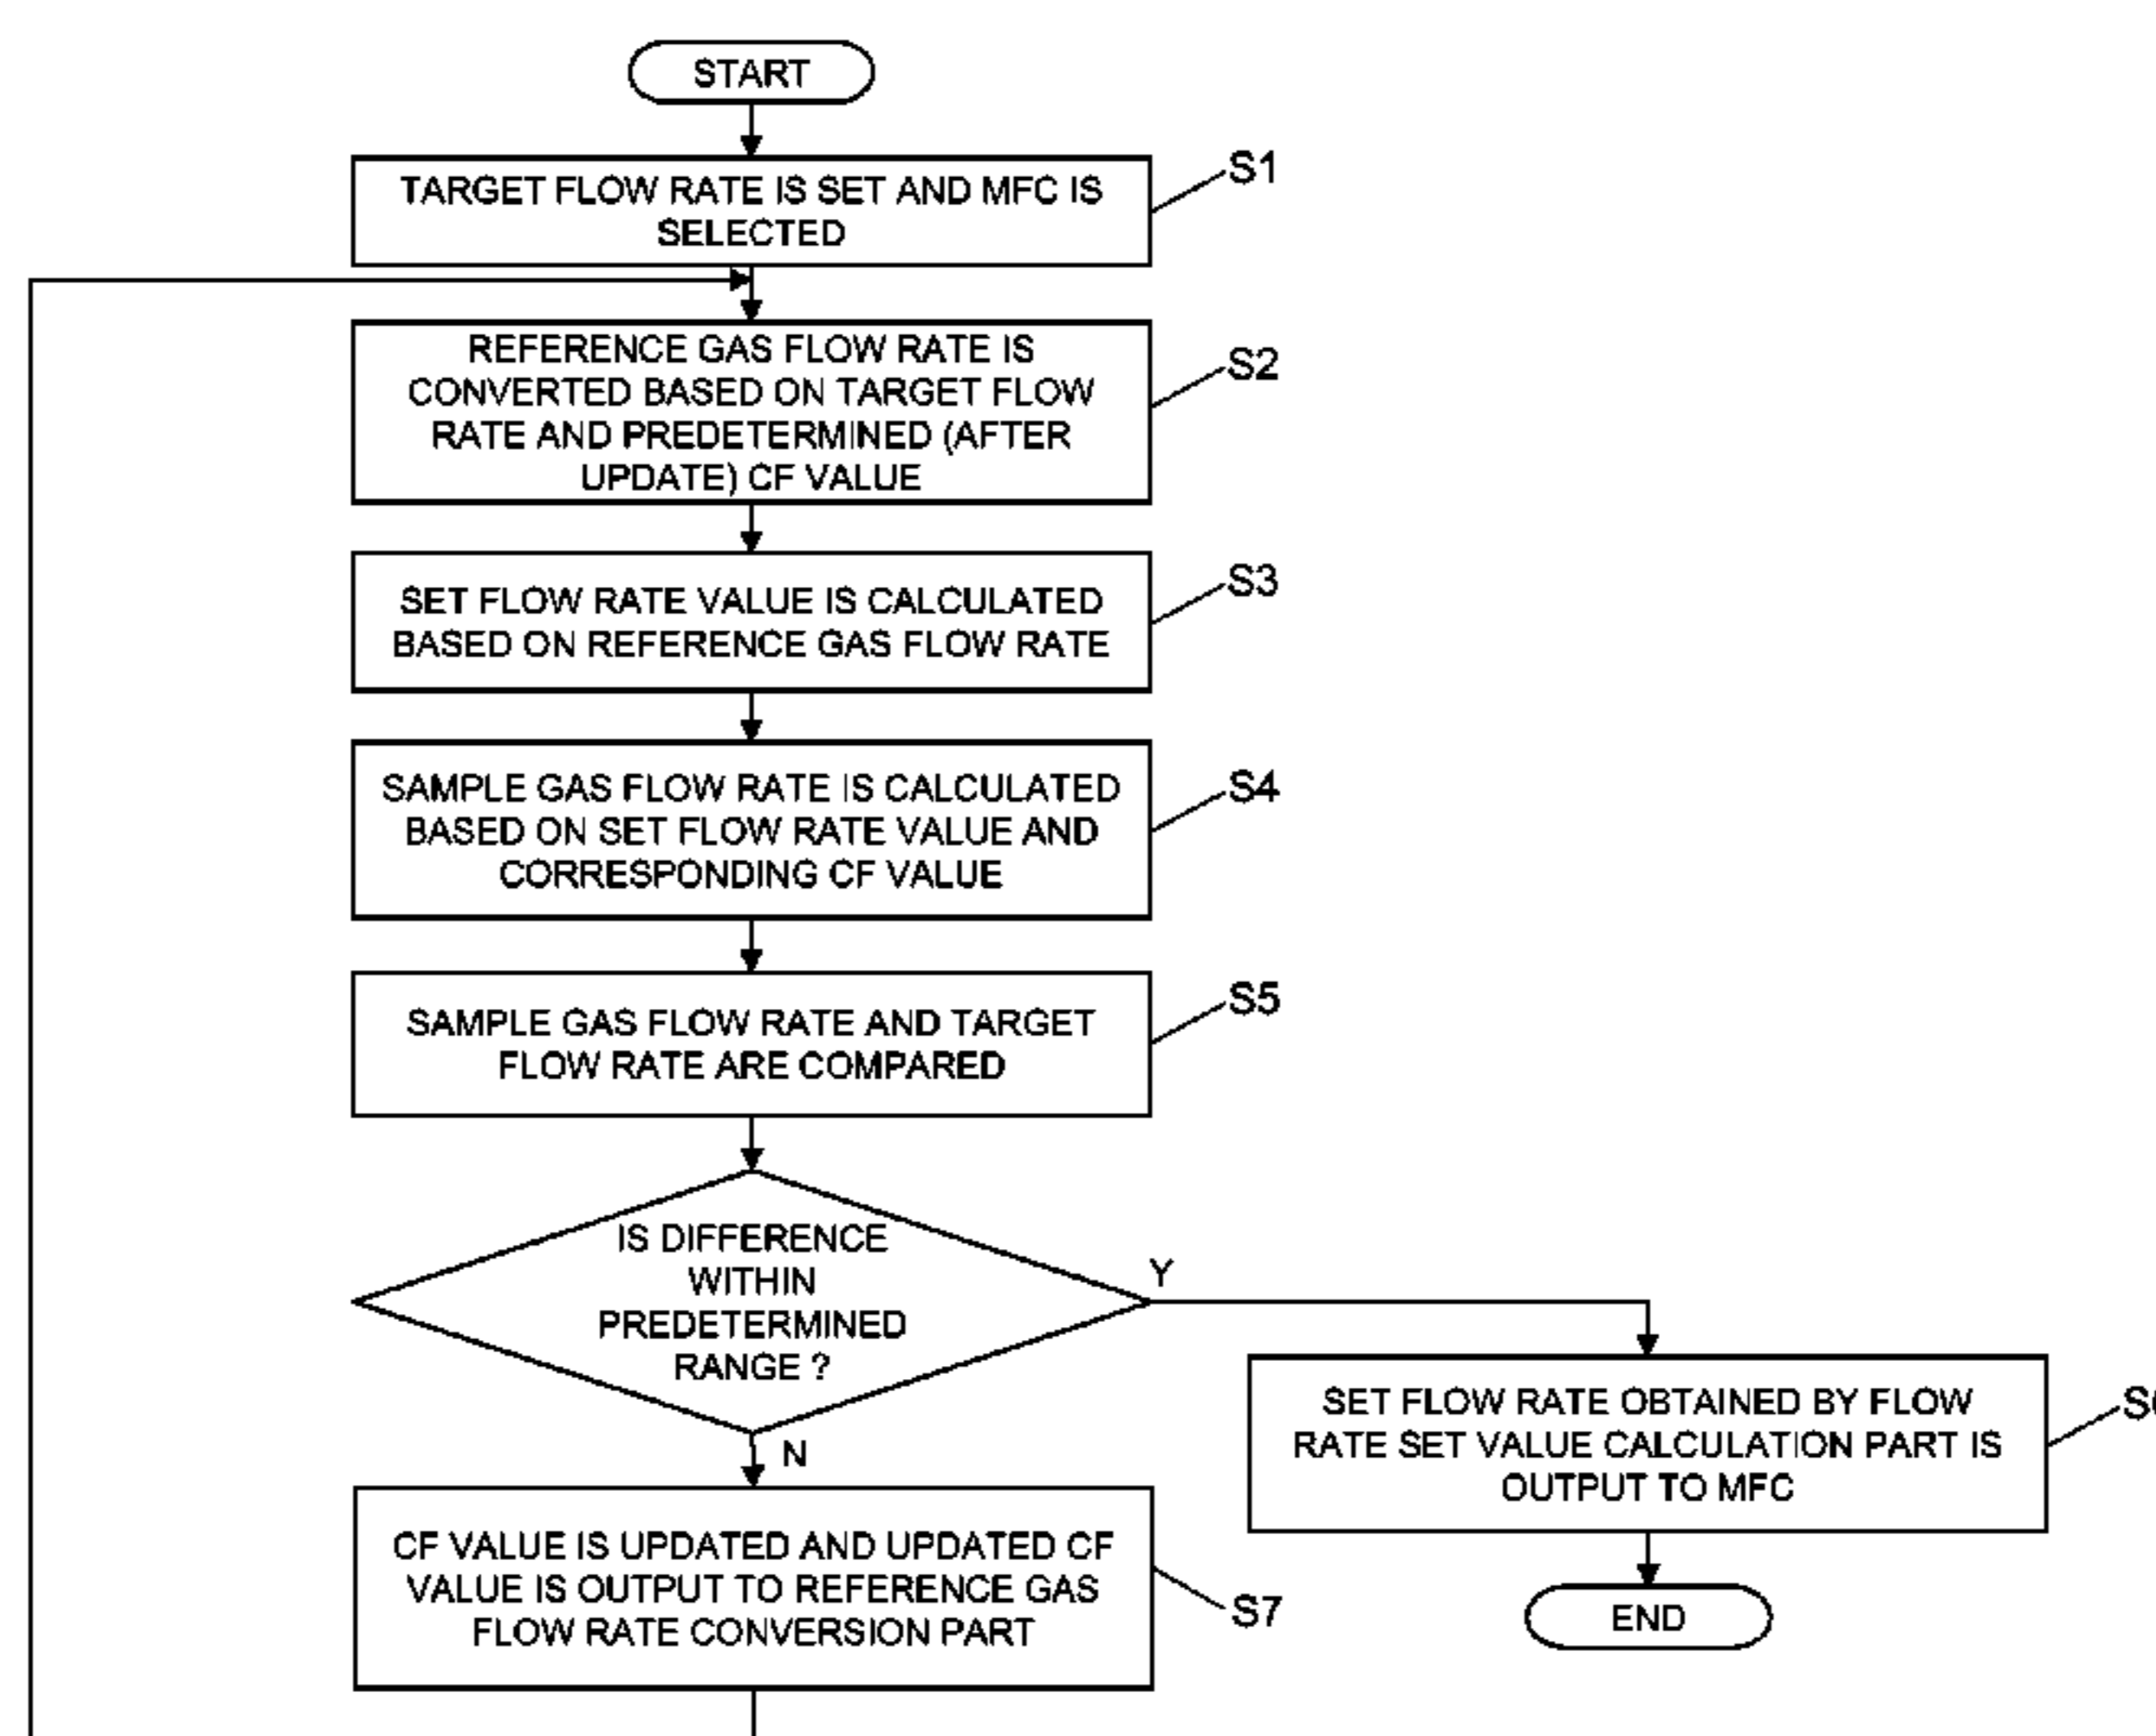 START
TARGET FLOW RATE IS SET AND MFC IS
SELECTED
S1
REFERENCE GAS FLOW RATE IS
CONVERTED BASED ON TARGET FLOW
RATE AND PREDETERMINED (AFTER
UPDATE) CF VALUE
S2
SET FLOW RATE VALUE IS CALCULATED
BASED ON REFERENCE GAS FLOW RATE
S3
SAMPLE GAS FLOW RATE IS CALCULATED
BASED ON SET FLOW RATE VALUE AND
CORRESPONDING CF VALUE
S4
SAMPLE GAS FLOW RATE AND TARGET
FLOW RATE ARE COMPARED
S5
IS DIFFERENCE
WITHIN
PREDETERMINED
RANGE ?
Y
N
SET FLOW RATE OBTAINED BY FLOW
RATE SET VALUE CALCULATION PART IS
OUTPUT TO MFC
CF VALUE IS UPDATED AND UPDATED CF
VALUE IS OUTPUT TO REFERENCE GAS
FLOW RATE CONVERSION PART
S7
END